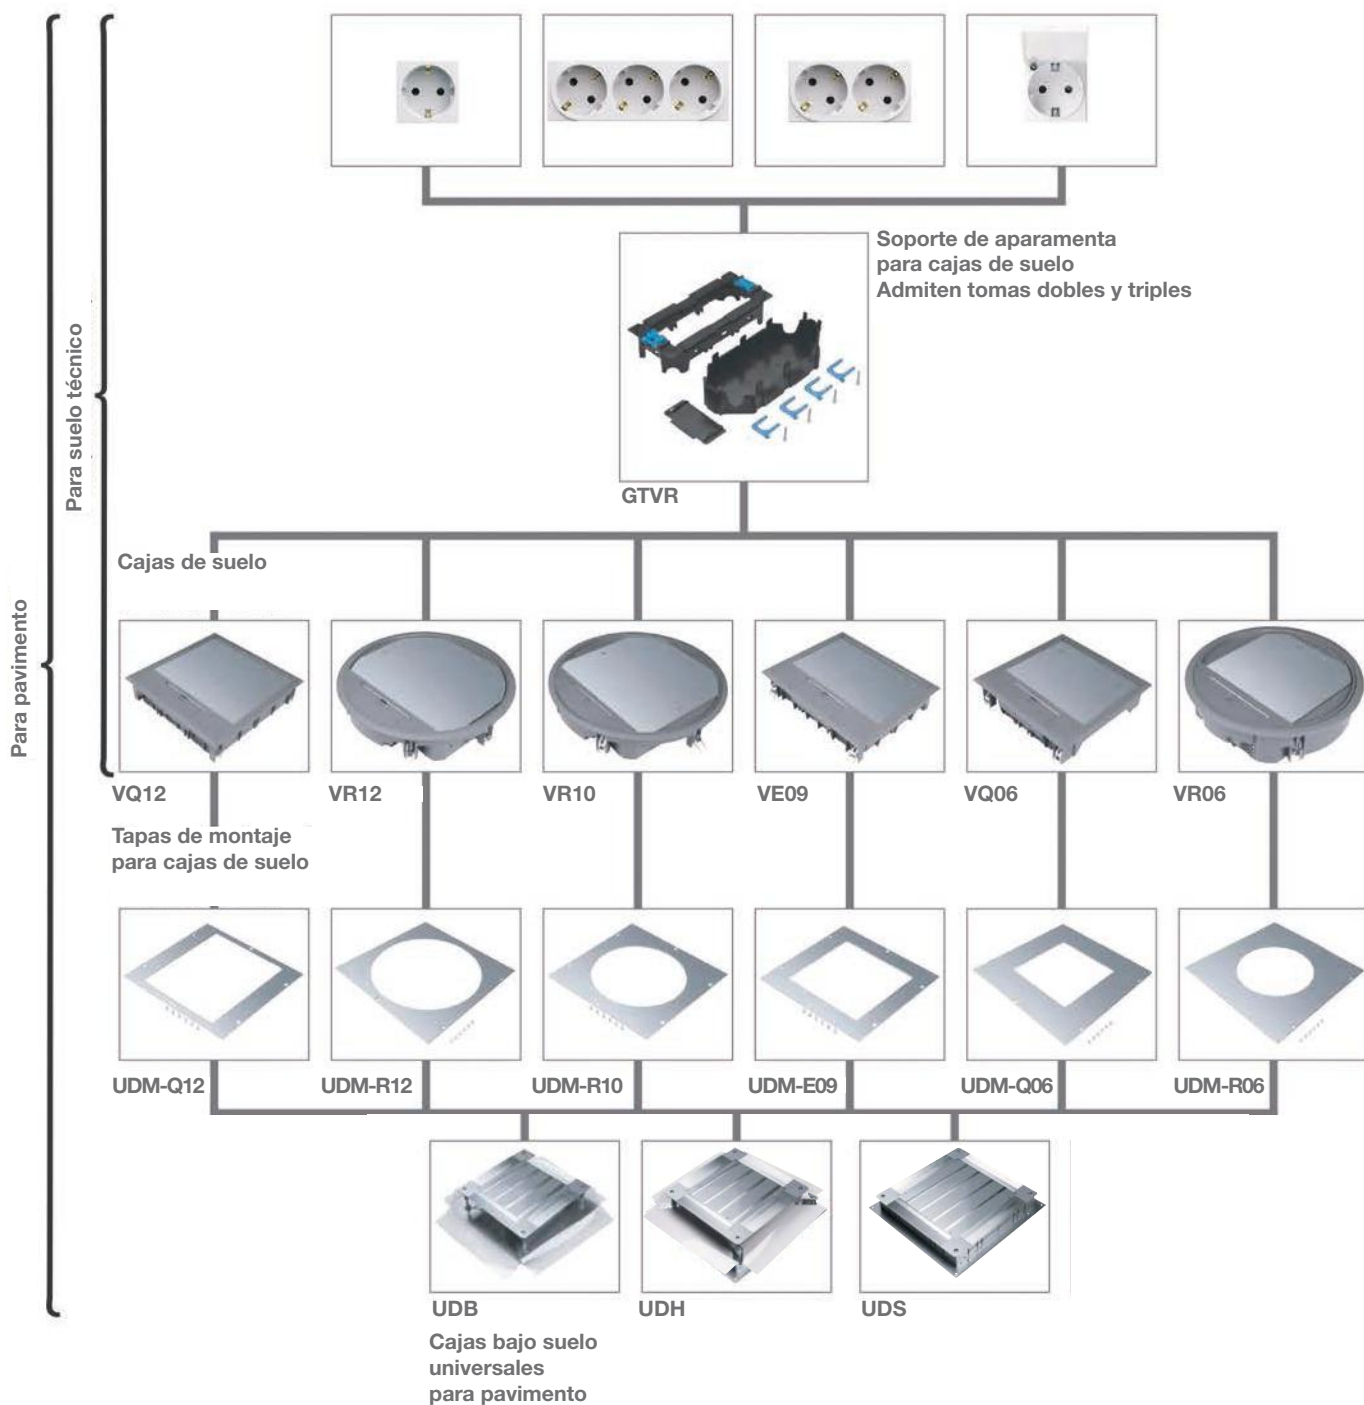 Soporte de aparamenta
para cajas de suelo
Admiten tomas dobles y triples
GTVR
Para suelo técnico
Para pavimento
Cajas de suelo
VQ12
VR12
VR10
VE09
VQ06
VR06
Tapas de montaje
para cajas de suelo
UDM-Q12
UDM-R12
UDM-R10
UDM-E09
UDM-Q06
UDM-R06
UDB
UDH
UDS
Cajas bajo suelo
universales
para pavimento